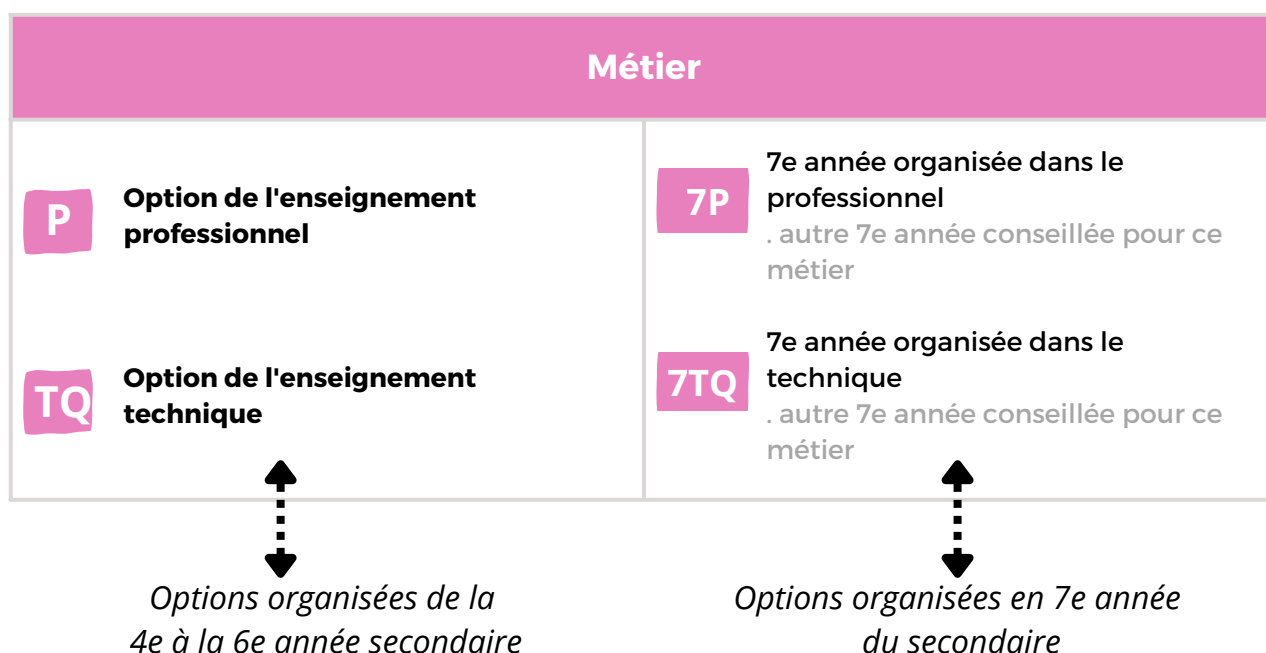 Métier
P
Option de l'enseignement
professionnel
7P
7e année organisée dans le
professionnel
. autre 7e année conseillée pour ce
métier
TQ
Option de l'enseignement
technique
7TQ
7e année organisée dans le
technique
. autre 7e année conseillée pour ce
métier
Options organisées de la
4e à la 6e année secondaire
Options organisées en 7e année
du secondaire